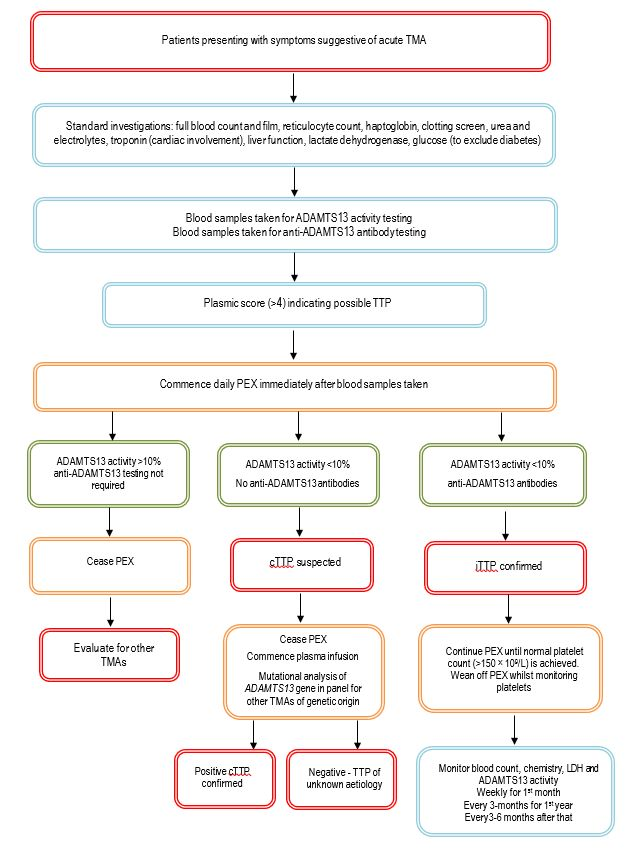 Patients presenting with symptoms suggestive of acute TMA
Standard investigations: full blood count and film, reticulocyte count, haptoglobin, clotting screen, urea and
electrolytes, troponin (cardiac involvement), liver function, lactate dehydrogenase, glucose (to exclude diabetes)
Blood samples taken for ADAMTS13 activity testing
Blood samples taken for anti-ADAMTS13 antibody testing
Plasmic score (>4) indicating possible TTP
Commence daily PEX immediately after blood samples taken
ADAMTS13 activity >10%
anti-ADAMTS13 testing not
required
ADAMTS13 activity <10%
No anti-ADAMTS13 antibodies
ADAMTS13 activity <10%
anti-ADAMTS13 antibodies
Cease PEX
cTTP suspected
iTTP confirmed
Evaluate for other
TMAs
Cease PEX
Commence plasma infusion
Mutational analysis of
ADAMTS13 gene in panel for
other TMAs of genetic origin
Continue PEX until normal platelet
count (>150 × 10⁹/L) is achieved.
Wean off PEX whilst monitoring
platelets
Positive cTTP
confirmed
Negative - TTP of
unknown aetiology
Monitor blood count, chemistry, LDH and
ADAMTS13 activity
Weekly for 1st month
Every 3-months for 1st year
Every3-6 months after that